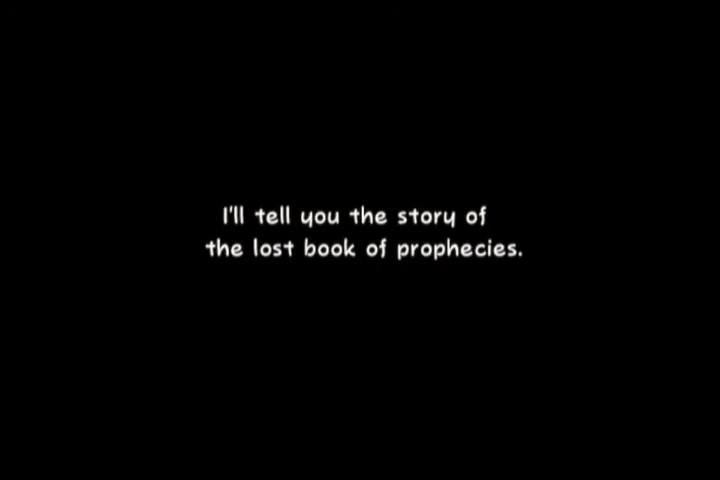 I'll tell you the story of
the lost book of prophecies.